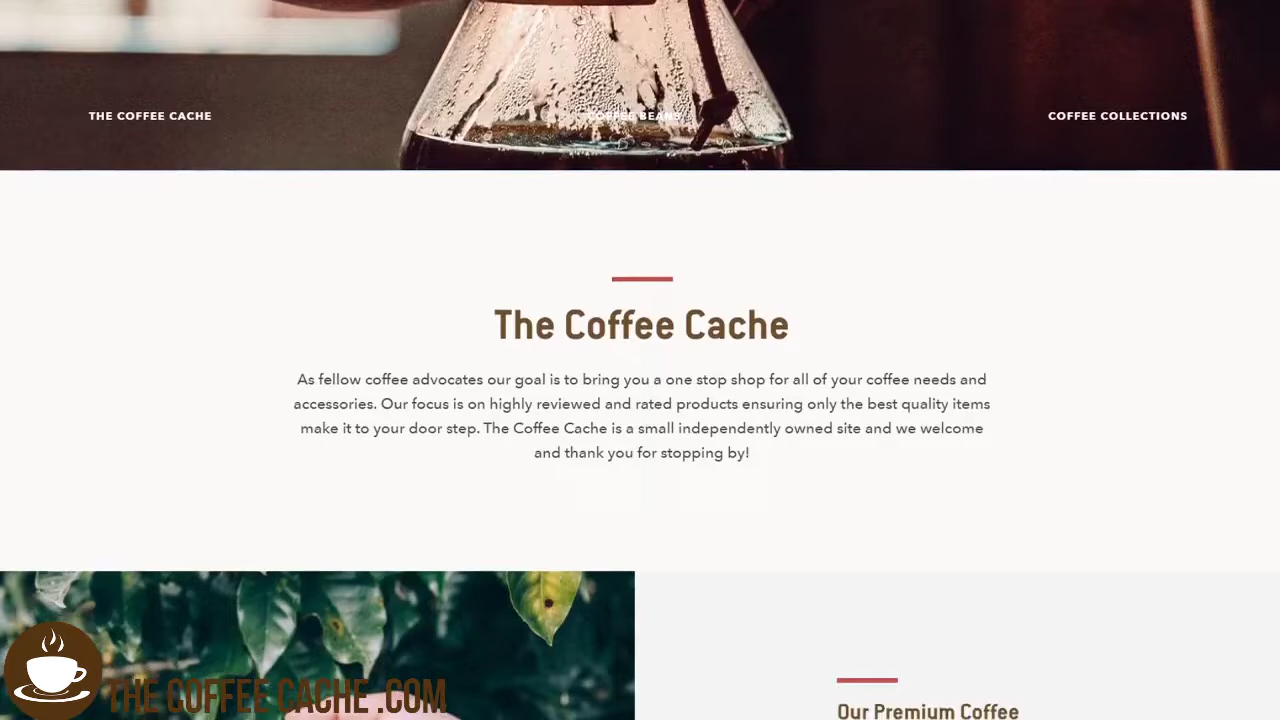 THE COFFEE CACHE
COFFEE BEANS
COFFEE COLLECTIONS
The Coffee Cache
As fellow coffee advocates our goal is to bring you a one stop shop for all of your coffee needs and
accessories. Our focus is on highly reviewed and rated products ensuring only the best quality items
make it to your door step. The Coffee Cache is a small independently owned site and we welcome
and thank you for stopping by!
THE COFFEE CACHE .COM
Our Premium Coffee